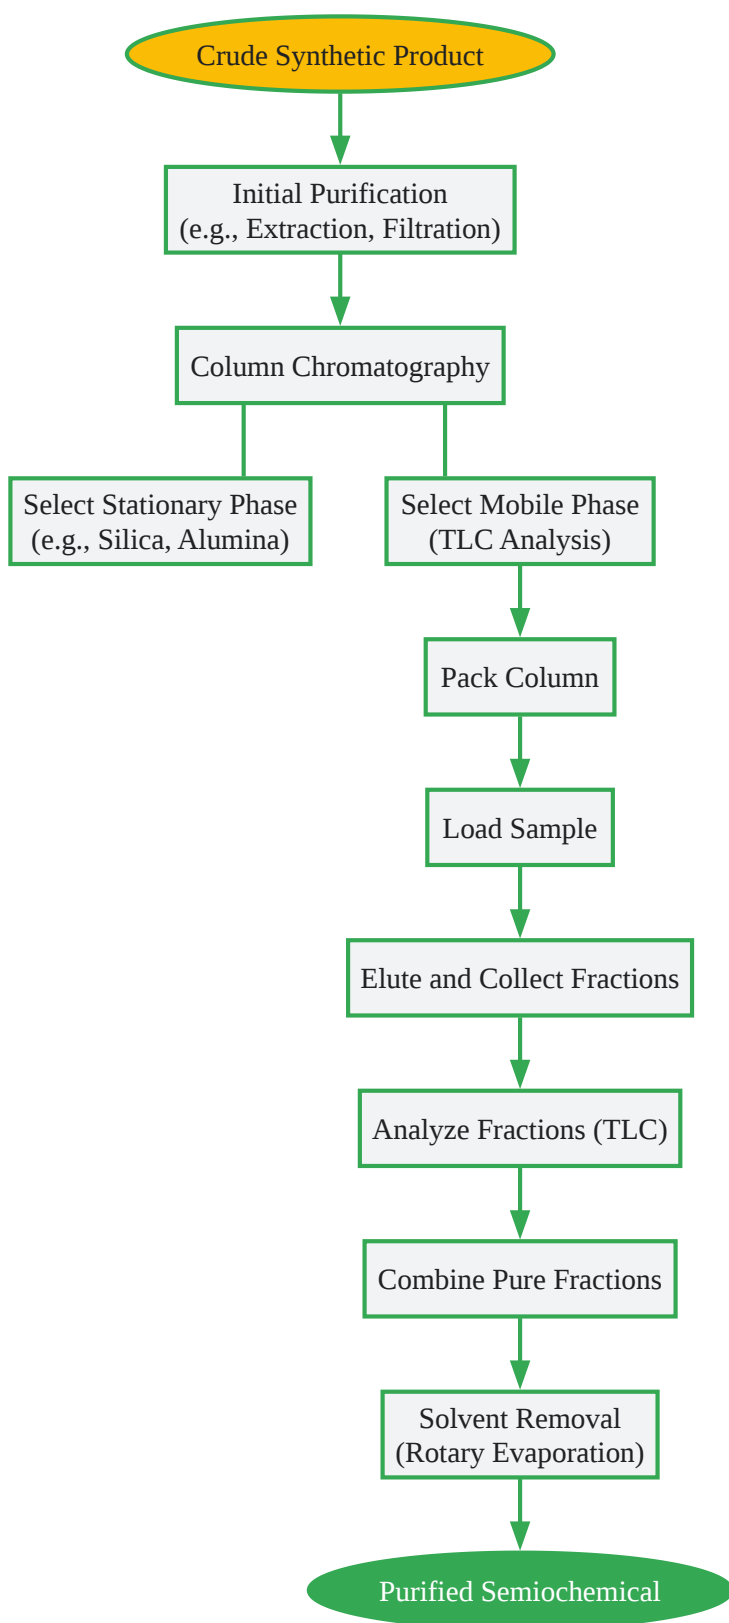 Crude Synthetic Product
Initial Purification
(e.g., Extraction, Filtration)
Column Chromatography
Select Stationary Phase
(e.g., Silica, Alumina)
Select Mobile Phase
(TLC Analysis)
Pack Column
Load Sample
Elute and Collect Fractions
Analyze Fractions (TLC)
Combine Pure Fractions
Solvent Removal
(Rotary Evaporation)
Purified Semiochemical